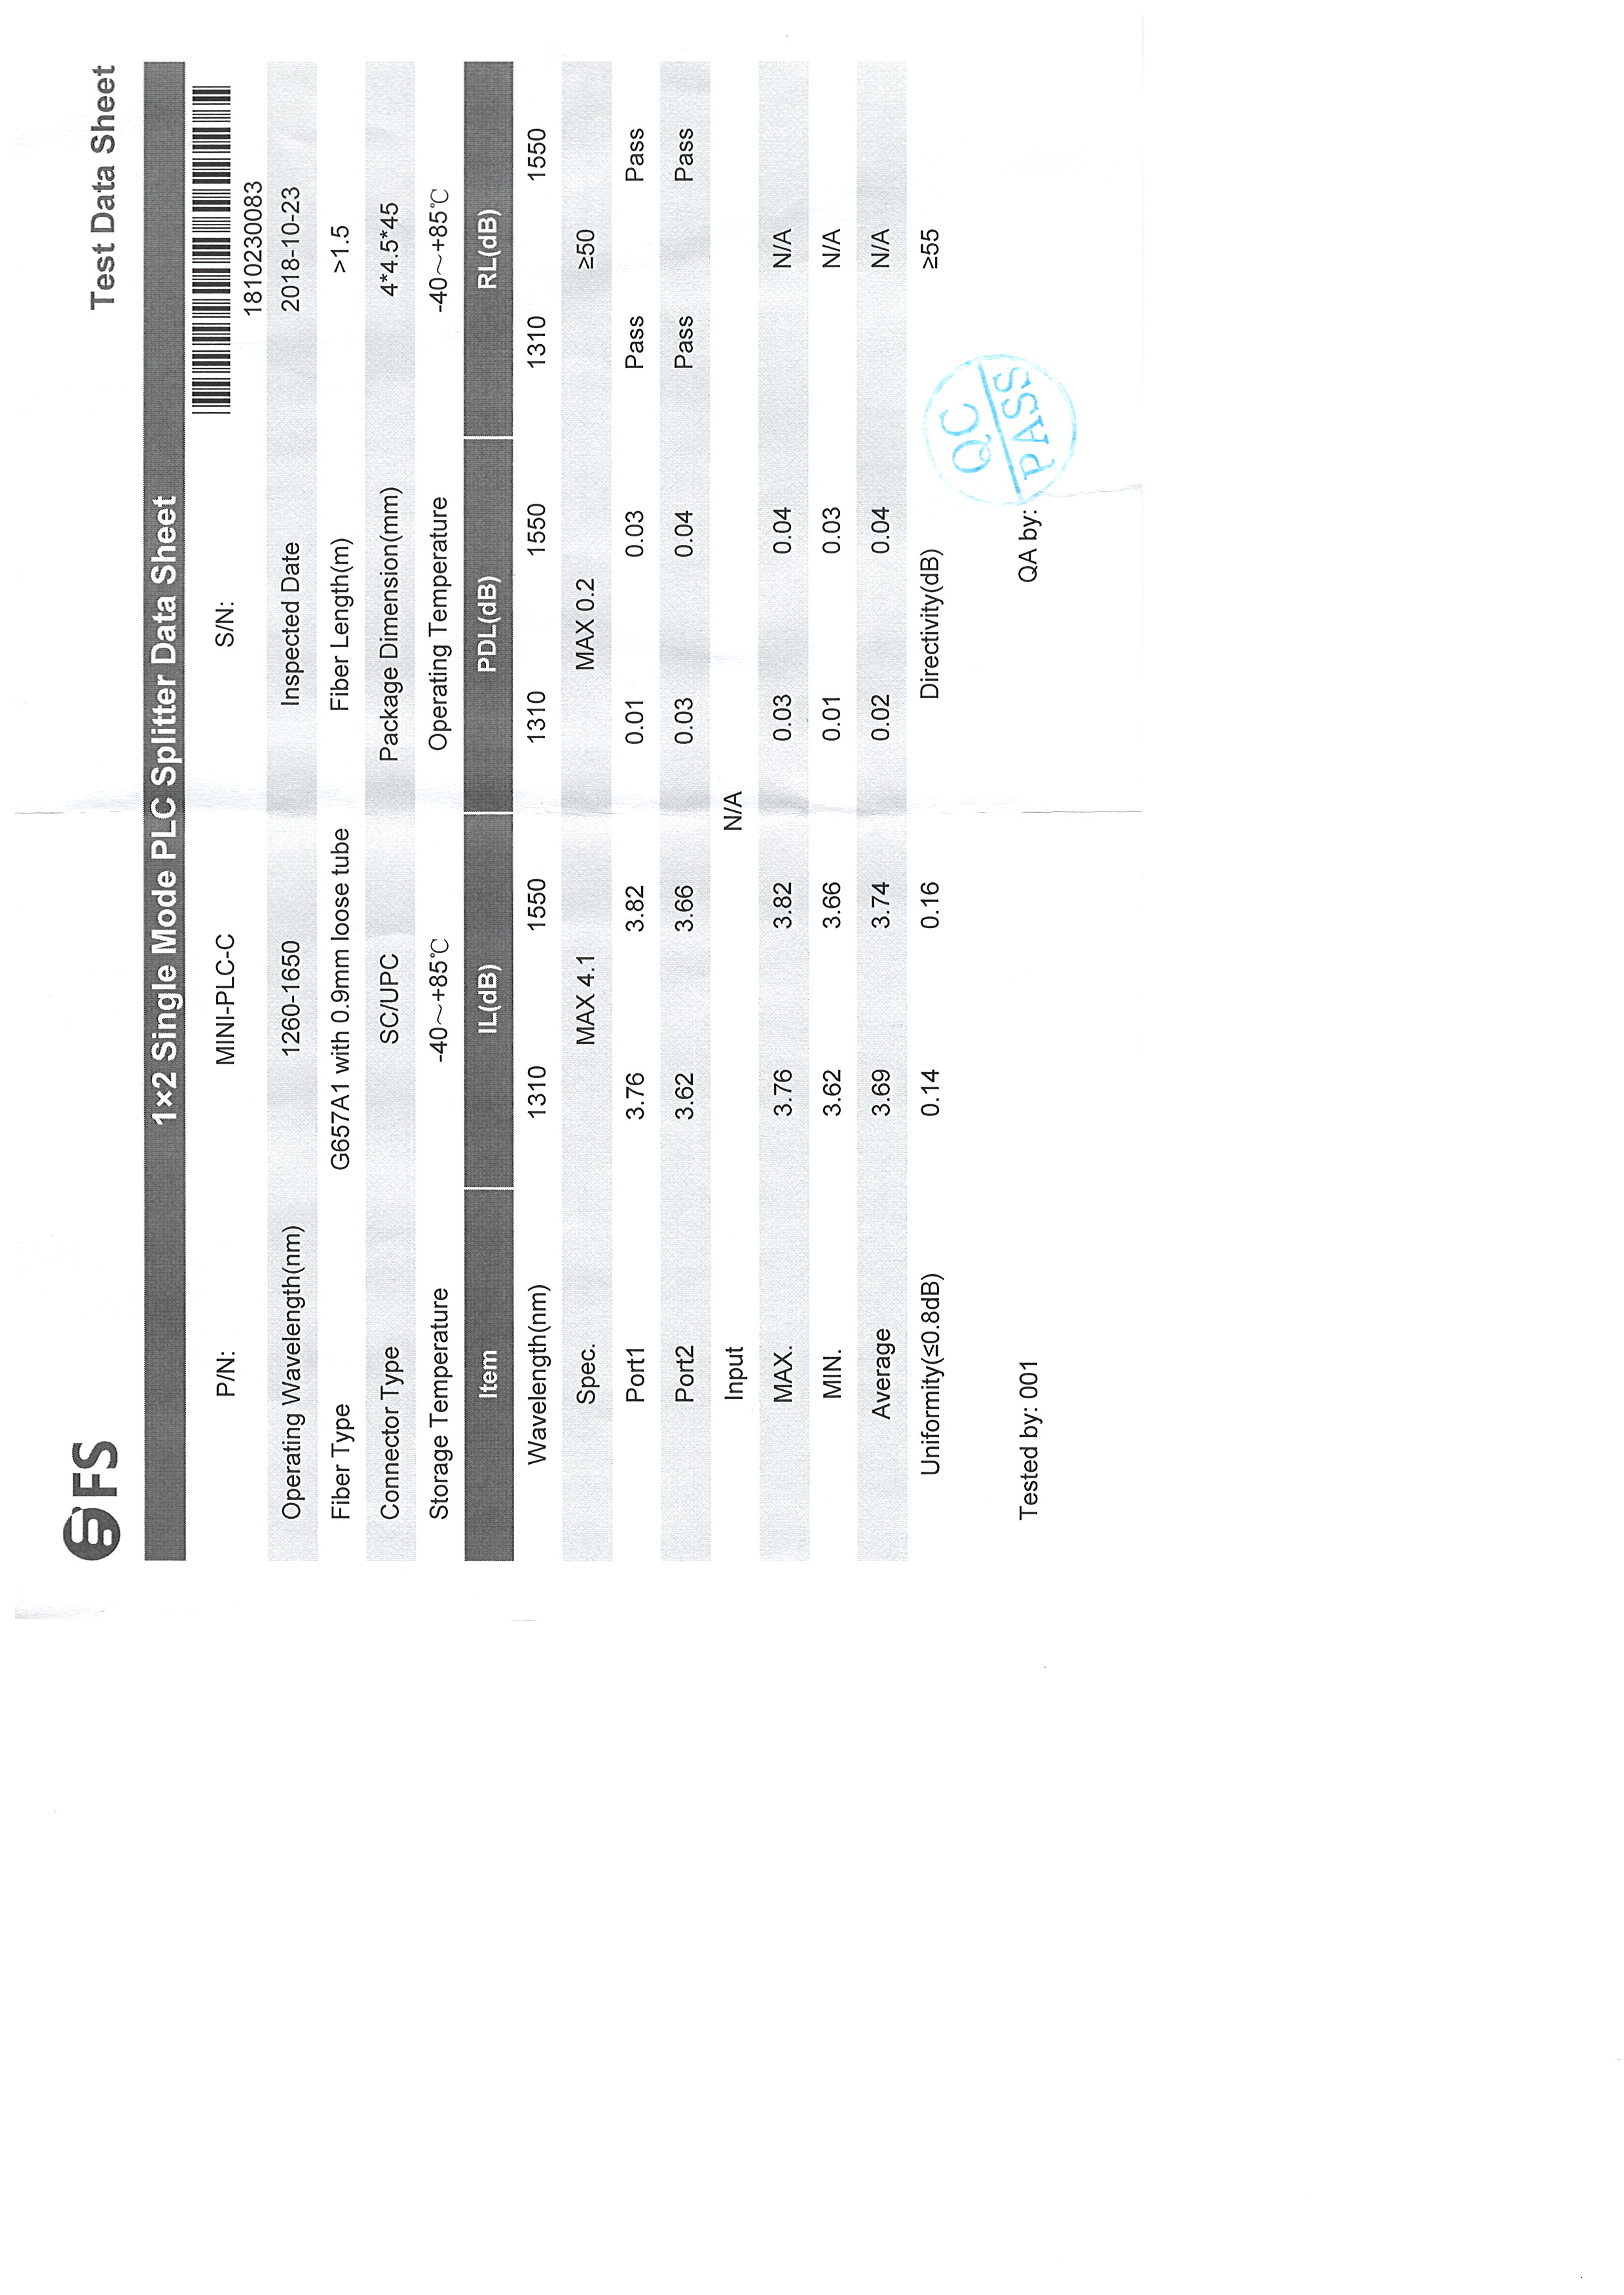 FS Test Data Sheet
1×2 Single Mode PLC Splitter Data Sheet
P/N: MINI-PLC-C S/N:
1810230083
Operating Wavelength(nm) 1260-1650 Inspected Date 2018-10-23
Fiber Type G657A1 with 0.9mm loose tube Fiber Length(m) >1.5
Connector Type SC/UPC Package Dimension(mm) 4*4.5*45
Storage Temperature -40～+85℃ Operating Temperature -40～+85℃
Item IL(dB) PDL(dB) RL(dB)
Wavelength(nm) 1310 1550 1310 1550 1310 1550
Spec. MAX 4.1 MAX 0.2 ≥50
Port1 3.76 3.82 0.01 0.03 Pass Pass
Port2 3.62 3.66 0.03 0.04 Pass Pass
Input N/A
MAX. 3.76 3.82 0.03 0.04 N/A
MIN. 3.62 3.66 0.01 0.03 N/A
Average 3.69 3.74 0.02 0.04 N/A
Uniformity(≤0.8dB) 0.14 0.16 Directivity(dB) ≥55
Tested by: 001 QA by:
QC
PASS